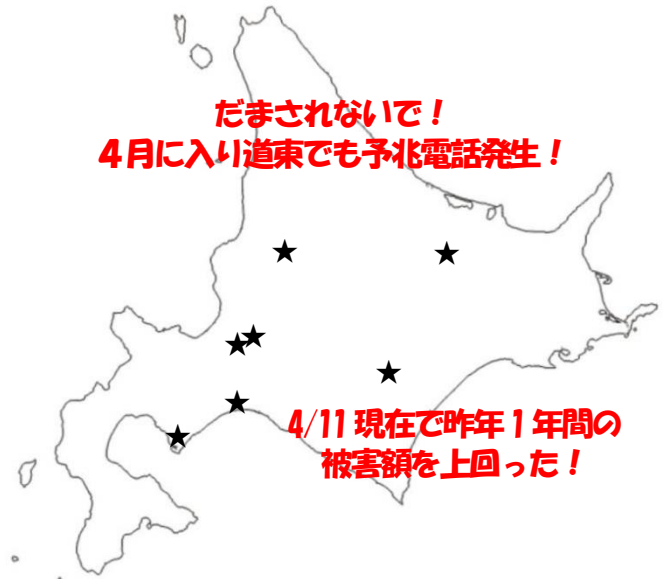 だまされないで！
４月に入り道東でも予兆電話発生！
4/11 現在で昨年１年間の
被害額を上回った！